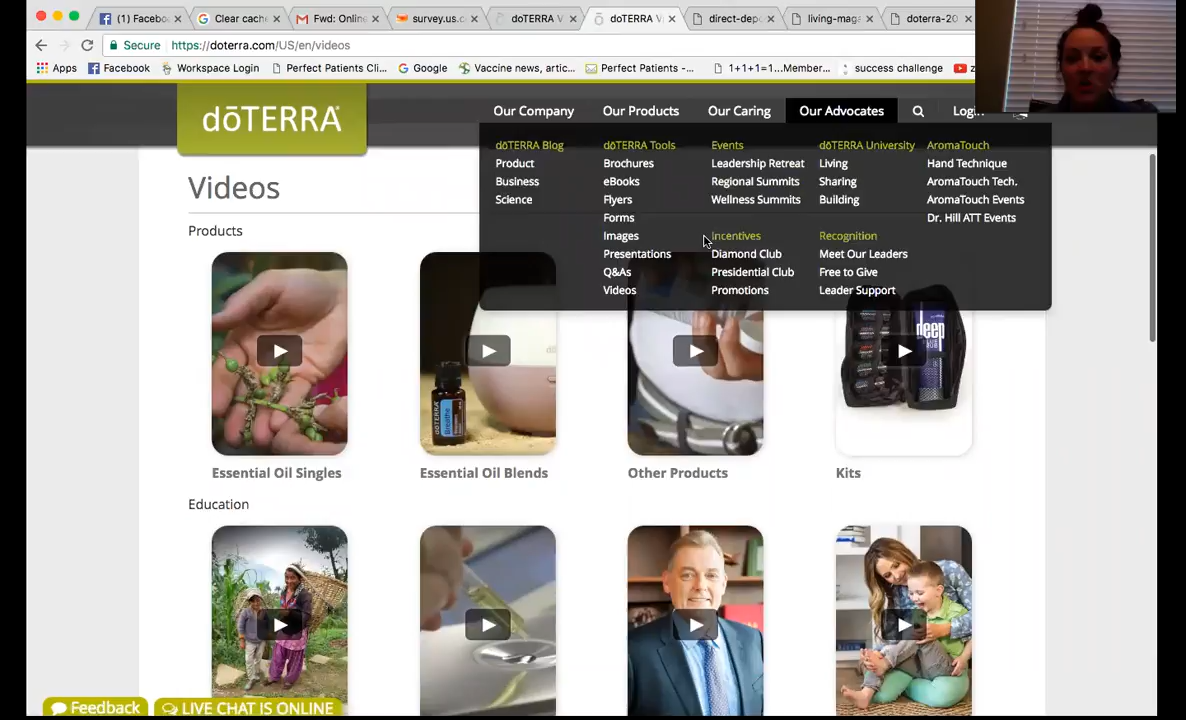 (1) Facebo
Clear cach
Fwd: Online
survey.us.c
doTERRA V
doTERRA V
direct-depo
living-mag
doterra-20
Secure
https://doterra.com/US/en/videos
Apps
Facebook
Workspace Login
Perfect Patients Cli...
Google
Vaccine news, artic...
Perfect Patients -...
1+1+1=1...Member...
success challenge
dōTERRA®
Our Company
Our Products
Our Caring
Our Advocates
Login
dōTERRA Blog
Product
Business
Science
dōTERRA Tools
Brochures
eBooks
Flyers
Forms
Images
Presentations
Q&As
Videos
Events
Leadership Retreat
Regional Summits
Wellness Summits
Incentives
Diamond Club
Presidential Club
Promotions
dōTERRA University
Living
Sharing
Building
Recognition
Meet Our Leaders
Free to Give
Leader Support
AromaTouch
Hand Technique
AromaTouch Tech.
AromaTouch Events
Dr. Hill ATT Events
Videos
Products
dōTERRA
Breathe
deep
Essential Oil Singles
Essential Oil Blends
Other Products
Kits
Education
Feedback
LIVE CHAT IS ONLINE